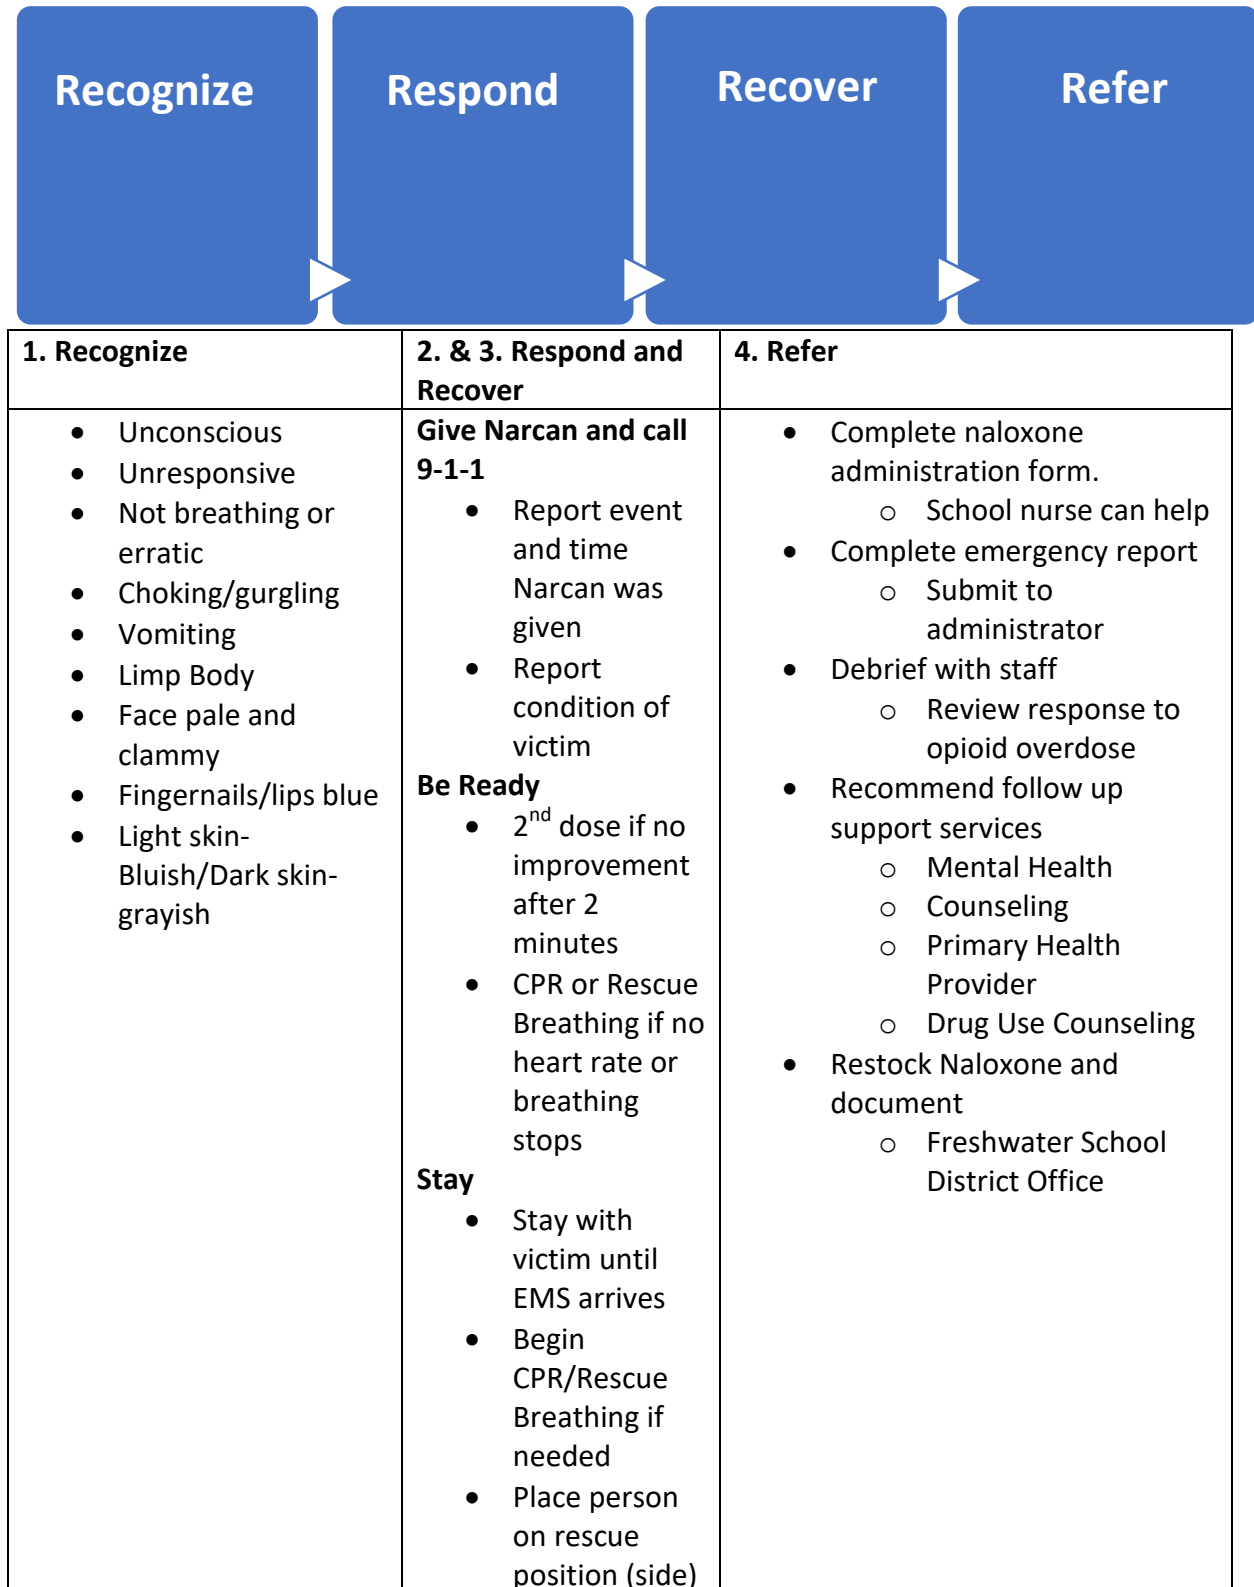 Recognize
Respond
Recover
Refer
1. Recognize
• Unconscious
• Unresponsive
• Not breathing or
erratic
• Choking/gurgling
• Vomiting
• Limp Body
• Face pale and
clammy
• Fingernails/lips blue
• Light skin-
Bluish/Dark skin-
grayish
2. & 3. Respond and
Recover
Give Narcan and call
9-1-1
• Report event
and time
Narcan was
given
• Report
condition of
victim
Be Ready
• 2nd dose if no
improvement
after 2
minutes
• CPR or Rescue
Breathing if no
heart rate or
breathing
stops
Stay
• Stay with
victim until
EMS arrives
• Begin
CPR/Rescue
Breathing if
needed
• Place person
on rescue
position (side)
4. Refer
• Complete naloxone
administration form.
o School nurse can help
• Complete emergency report
o Submit to
administrator
• Debrief with staff
o Review response to
opioid overdose
• Recommend follow up
support services
o Mental Health
o Counseling
o Primary Health
Provider
o Drug Use Counseling
• Restock Naloxone and
document
o Freshwater School
District Office